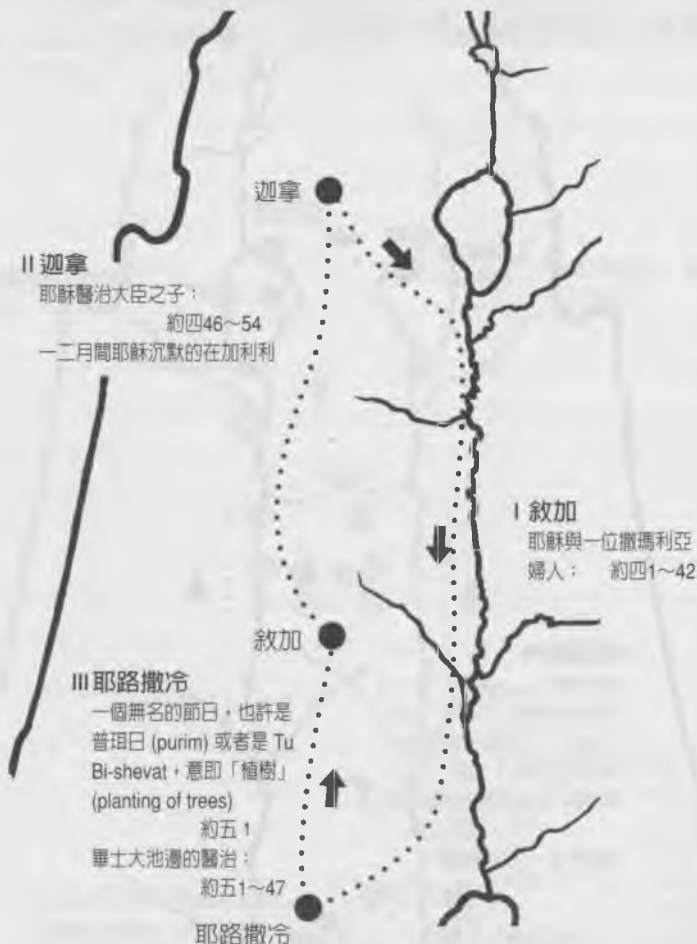 迦拿
II 迦拿
耶穌醫治大臣之子：
約四46～54
一二月間耶穌沉默的在加利利
I 敘加
耶穌與一位撒瑪利亞
婦人： 約四1～42
敘加
III 耶路撒冷
一個無名的節日，也許是
普珥日 (purim) 或者是 Tu
Bi-shevat，意即「植樹」
(planting of trees)
約五 1
畢士大池邊的醫治：
約五1～47
耶路撒冷